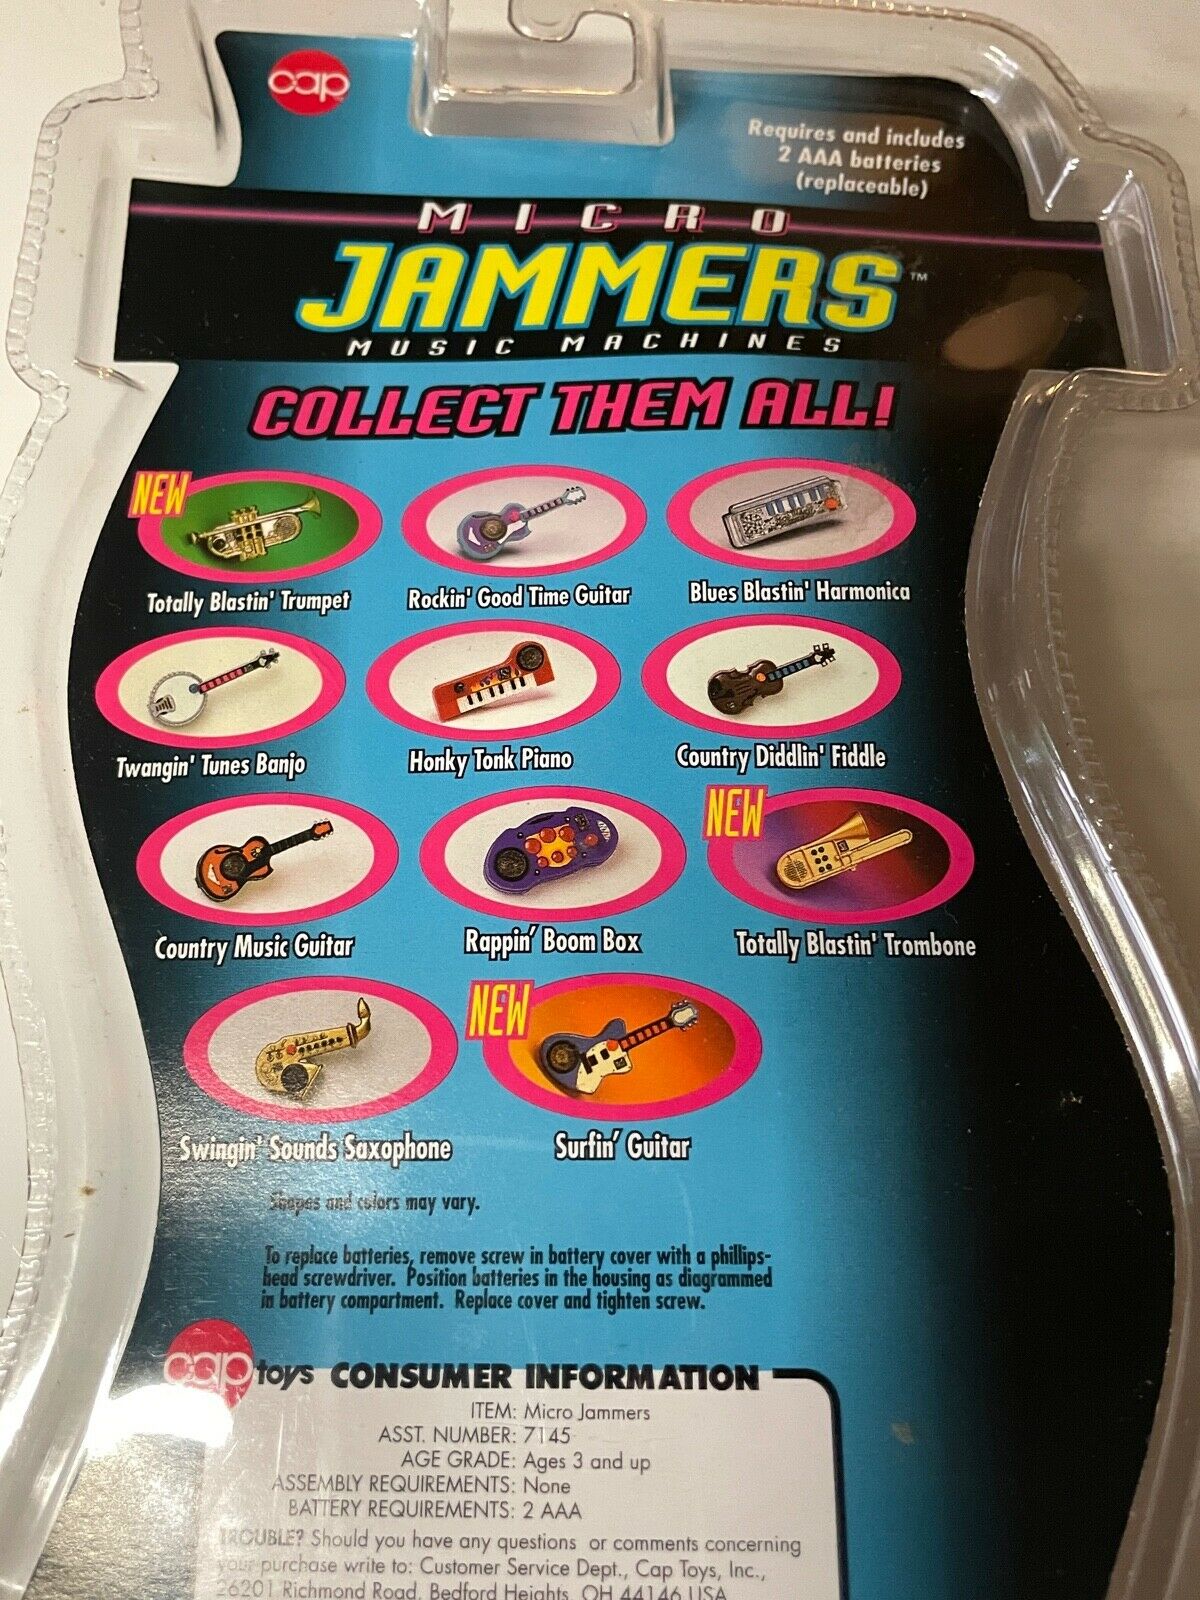 cap
Requires and includes
2 AAA batteries
(replaceable)
MICRO
JAMMERS™
MUSIC MACHINES
COLLECT THEM ALL!
NEW
Totally Blastin' Trumpet
Rockin' Good Time Guitar
Blues Blastin' Harmonica
Twangin' Tunes Banjo
Honky Tonk Piano
Country Diddlin' Fiddle
NEW
Country Music Guitar
Rappin' Boom Box
Totally Blastin' Trombone
NEW
Swingin' Sounds Saxophone
Surfin' Guitar
Shapes and colors may vary.
To replace batteries, remove screw in battery cover with a phillips-
head screwdriver. Position batteries in the housing as diagrammed
in battery compartment. Replace cover and tighten screw.
cap toys CONSUMER INFORMATION
ITEM: Micro Jammers
ASST. NUMBER: 7145
AGE GRADE: Ages 3 and up
ASSEMBLY REQUIREMENTS: None
BATTERY REQUIREMENTS: 2 AAA
TROUBLE? Should you have any questions or comments concerning
your purchase write to: Customer Service Dept., Cap Toys, Inc.,
26201 Richmond Road, Bedford Heights, OH 44146 USA